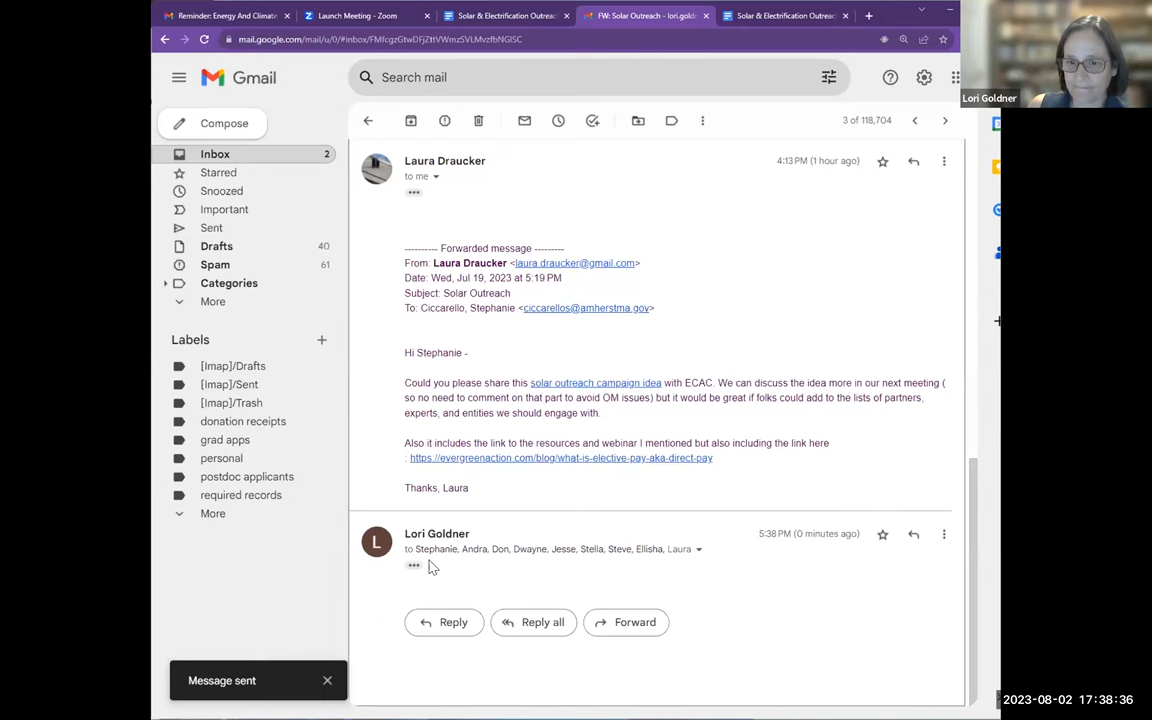 Reminder: Energy And Climate
Launch Meeting - Zoom
Solar & Electrification Outreac
FW: Solar Outreach - lori.goldn
Solar & Electrification Outreac
mail.google.com/mail/u/0/#inbox/FMfcgzGtwDFjZttVWmzSVLMvzfbNGlSC
Gmail
Search mail
Lori Goldner
Compose
3 of 118,704
Inbox 2
Starred
Snoozed
Important
Sent
Drafts 40
Spam 61
Categories
More
Labels
[Imap]/Drafts
[Imap]/Sent
[Imap]/Trash
donation receipts
grad apps
personal
postdoc applicants
required records
More
Laura Draucker 4:13 PM (1 hour ago)
to me
---------- Forwarded message ---------
From: Laura Draucker <laura.draucker@gmail.com>
Date: Wed, Jul 19, 2023 at 5:19 PM
Subject: Solar Outreach
To: Ciccarello, Stephanie <ciccarellos@amherstma.gov>
Hi Stephanie -
Could you please share this solar outreach campaign idea with ECAC. We can discuss the idea more in our next meeting (
so no need to comment on that part to avoid OM issues) but it would be great if folks could add to the lists of partners,
experts, and entities we should engage with.
Also it includes the link to the resources and webinar I mentioned but also including the link here
: https://evergreenaction.com/blog/what-is-elective-pay-aka-direct-pay
Thanks, Laura
Lori Goldner 5:38 PM (0 minutes ago)
to Stephanie, Andra, Don, Dwayne, Jesse, Stella, Steve, Ellisha, Laura
Reply
Reply all
Forward
Message sent
2023-08-02 17:38:36